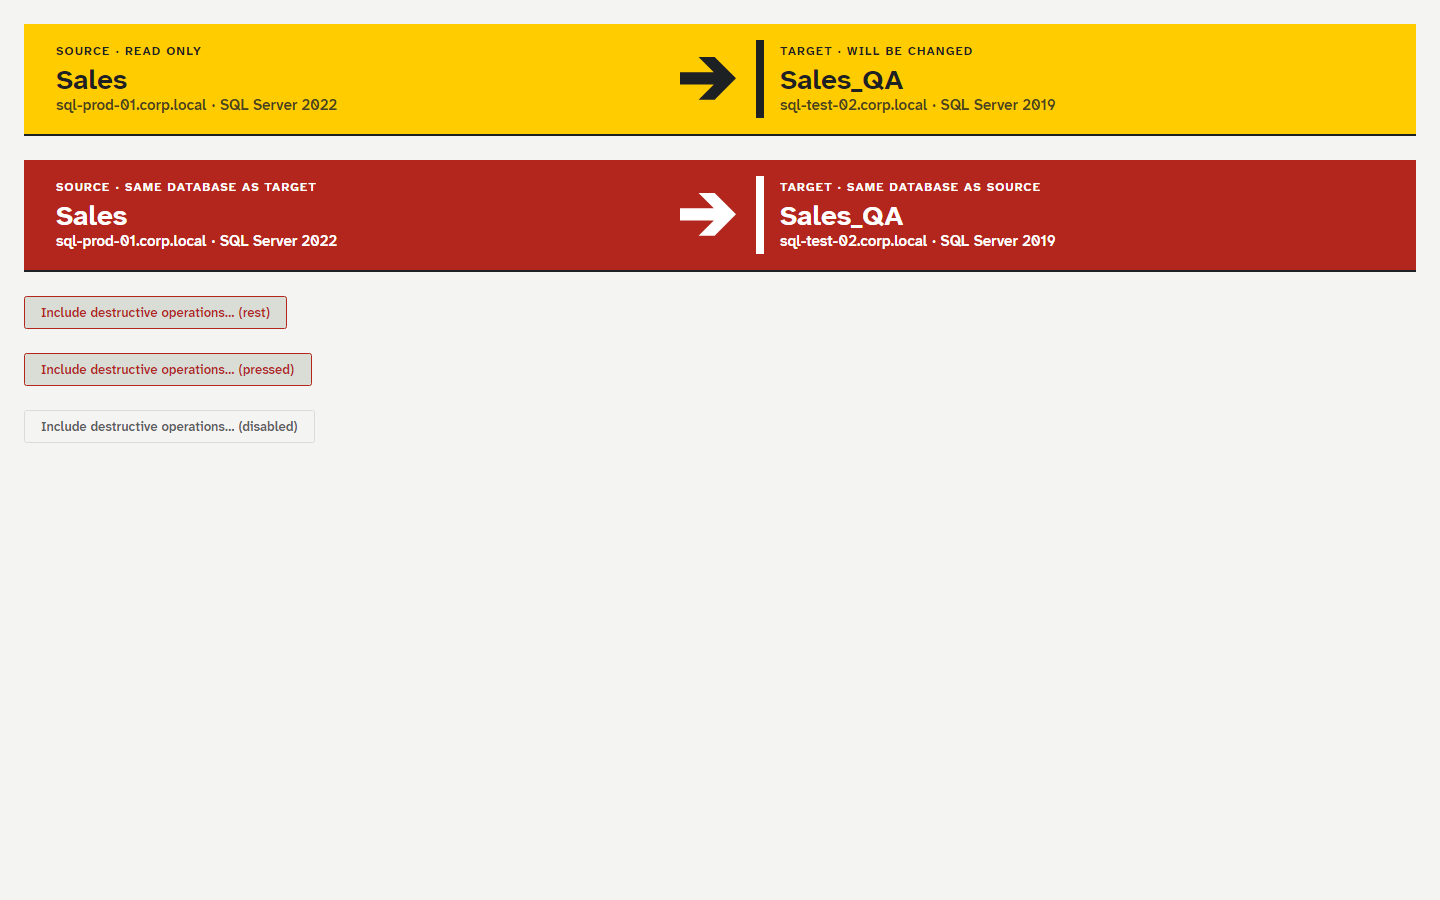 SOURCE · READ ONLY
Sales
sql-prod-01.corp.local · SQL Server 2022
TARGET · WILL BE CHANGED
Sales_QA
sql-test-02.corp.local · SQL Server 2019
SOURCE · SAME DATABASE AS TARGET
Sales
sql-prod-01.corp.local · SQL Server 2022
TARGET · SAME DATABASE AS SOURCE
Sales_QA
sql-test-02.corp.local · SQL Server 2019
Include destructive operations... (rest)
Include destructive operations... (pressed)
Include destructive operations... (disabled)